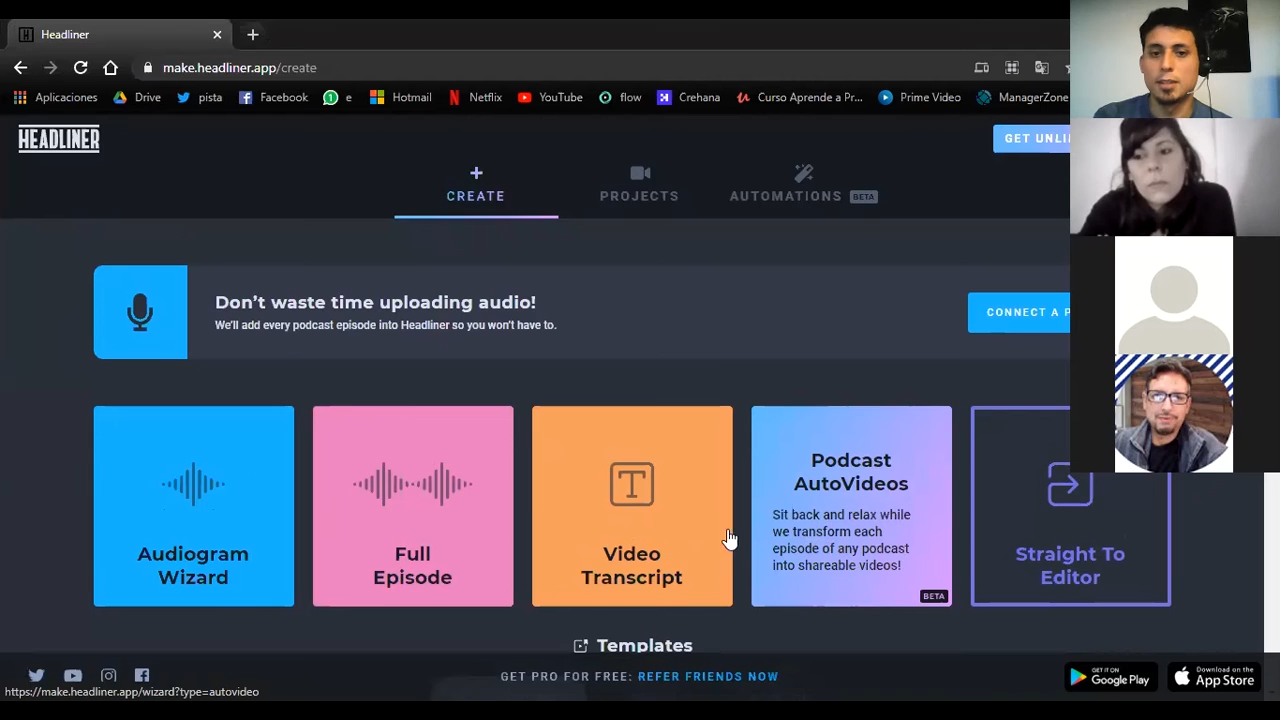 Headliner
make.headliner.app/create
Aplicaciones Drive pista Facebook e Hotmail Netflix YouTube flow Crehana Curso Aprende a Pr... Prime Video ManagerZone
HEADLINER
GET UNLI
CREATE PROJECTS AUTOMATIONS BETA
Don't waste time uploading audio!
We'll add every podcast episode into Headliner so you won't have to.
CONNECT A P
Audiogram
Wizard
Full
Episode
T
Video
Transcript
Podcast
AutoVideos
Sit back and relax while
we transform each
episode of any podcast
into shareable videos!
BETA
Straight To
Editor
Templates
GET PRO FOR FREE: REFER FRIENDS NOW
GET IT ON
Google Play
Download on the
App Store
https://make.headliner.app/wizard?type=autovideo